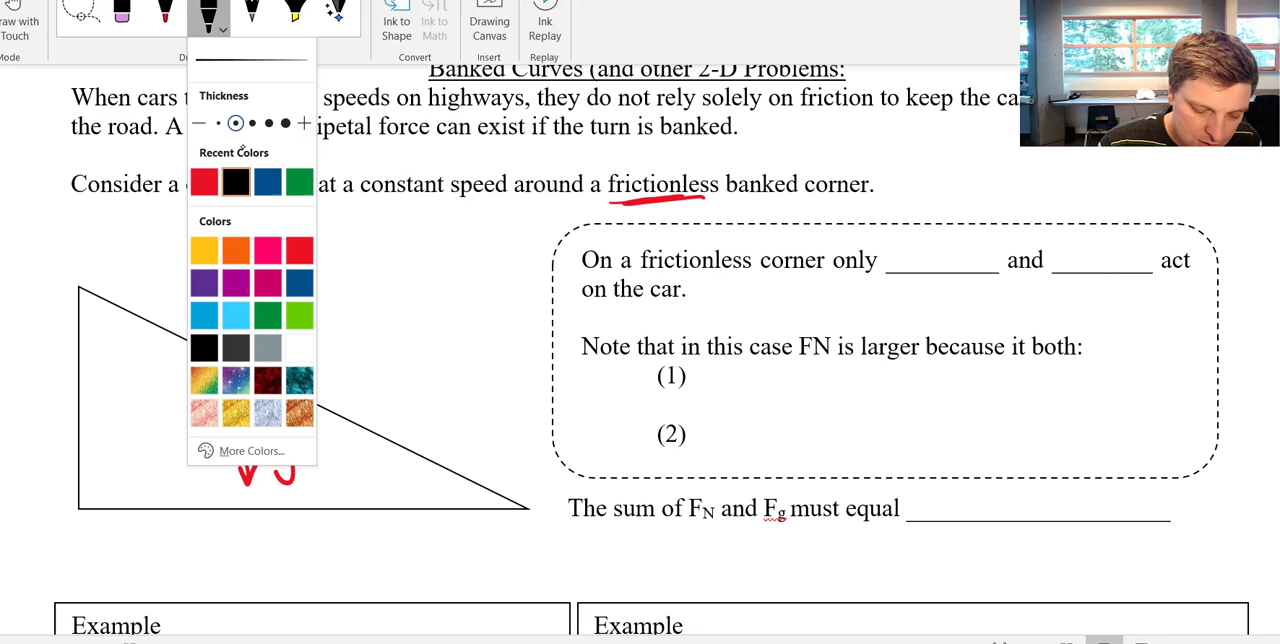 raw with
Touch
Ink to
Shape
Ink to
Math
Drawing
Canvas
Ink
Replay
Mode
Convert
Insert
Replay
Banked Curves (and other 2-D Problems:
When cars speeds on highways, they do not rely solely on friction to keep the ca
the road. A ipetal force can exist if the turn is banked.
Consider a at a constant speed around a frictionless banked corner.
Thickness
Recent Colors
Colors
More Colors...
On a frictionless corner only _________ and ________ act
on the car.
Note that in this case FN is larger because it both:
(1)
(2)
The sum of FN and Fg must equal _____________________
Example
Example